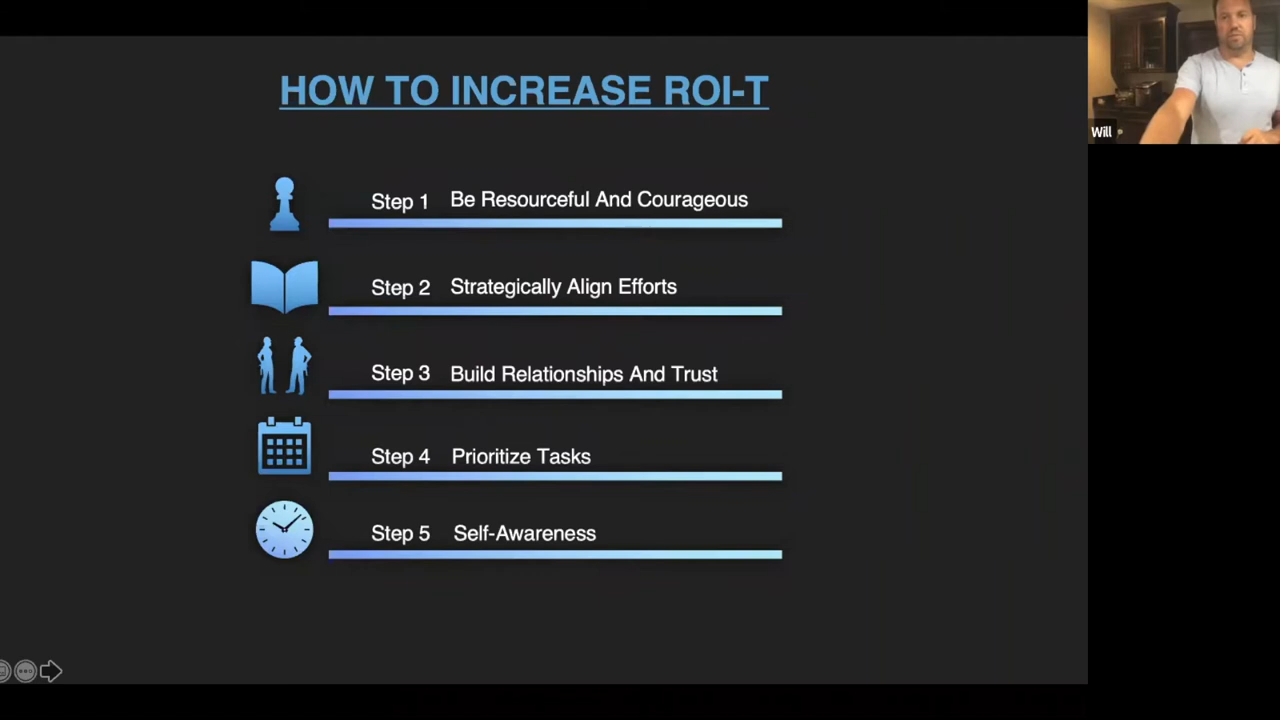 HOW TO INCREASE ROI-T
Step 1 Be Resourceful And Courageous
Step 2 Strategically Align Efforts
Step 3 Build Relationships And Trust
Step 4 Prioritize Tasks
Step 5 Self-Awareness
Will